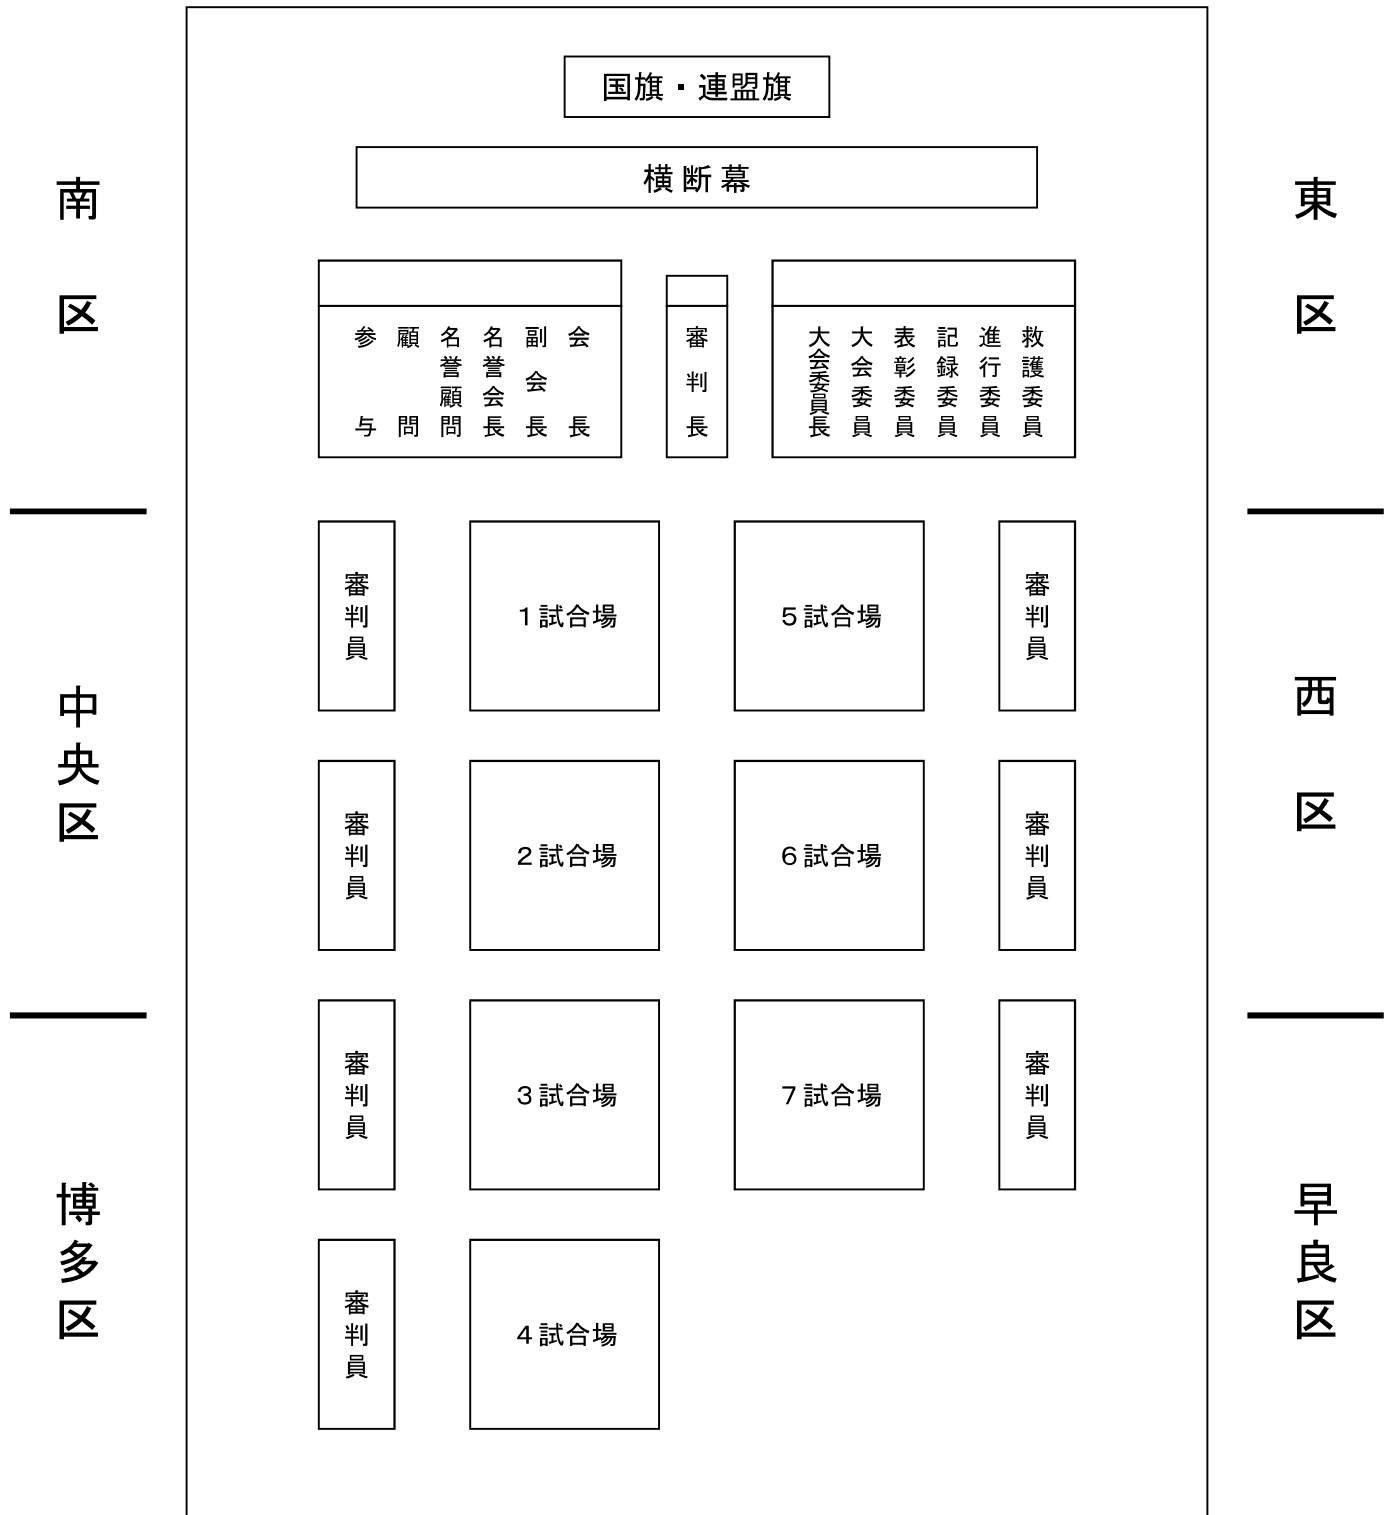 国旗・連盟旗
横断幕
南区
東区
会長
副会長
名誉会長
名誉顧問
顧問
参与
審判長
救護委員
進行委員
記録委員
表彰委員
大会委員
大会委員長
審判員
1試合場
5試合場
審判員
中央区
西区
審判員
2試合場
6試合場
審判員
審判員
3試合場
7試合場
審判員
博多区
早良区
審判員
4試合場